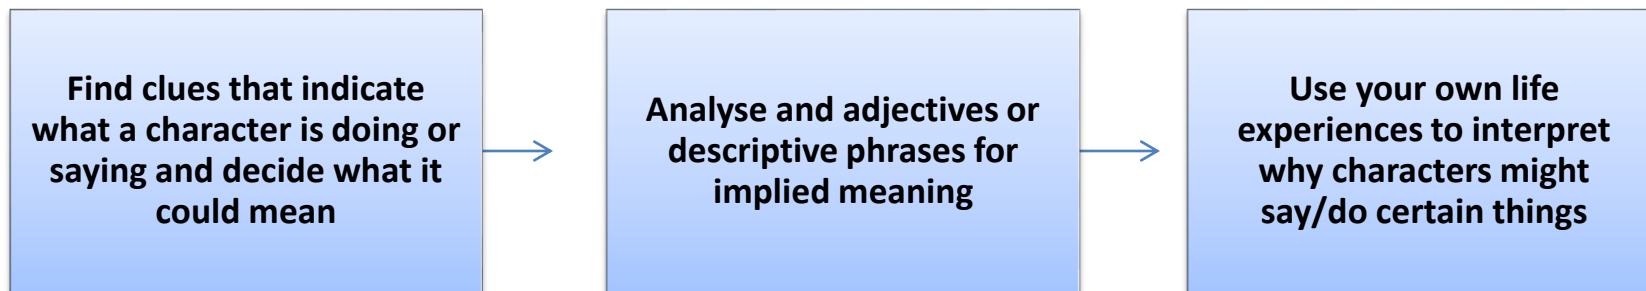 Find clues that indicate
what a character is doing or
saying and decide what it
could mean
Analyse and adjectives or
descriptive phrases for
implied meaning
Use your own life
experiences to interpret
why characters might
say/do certain things